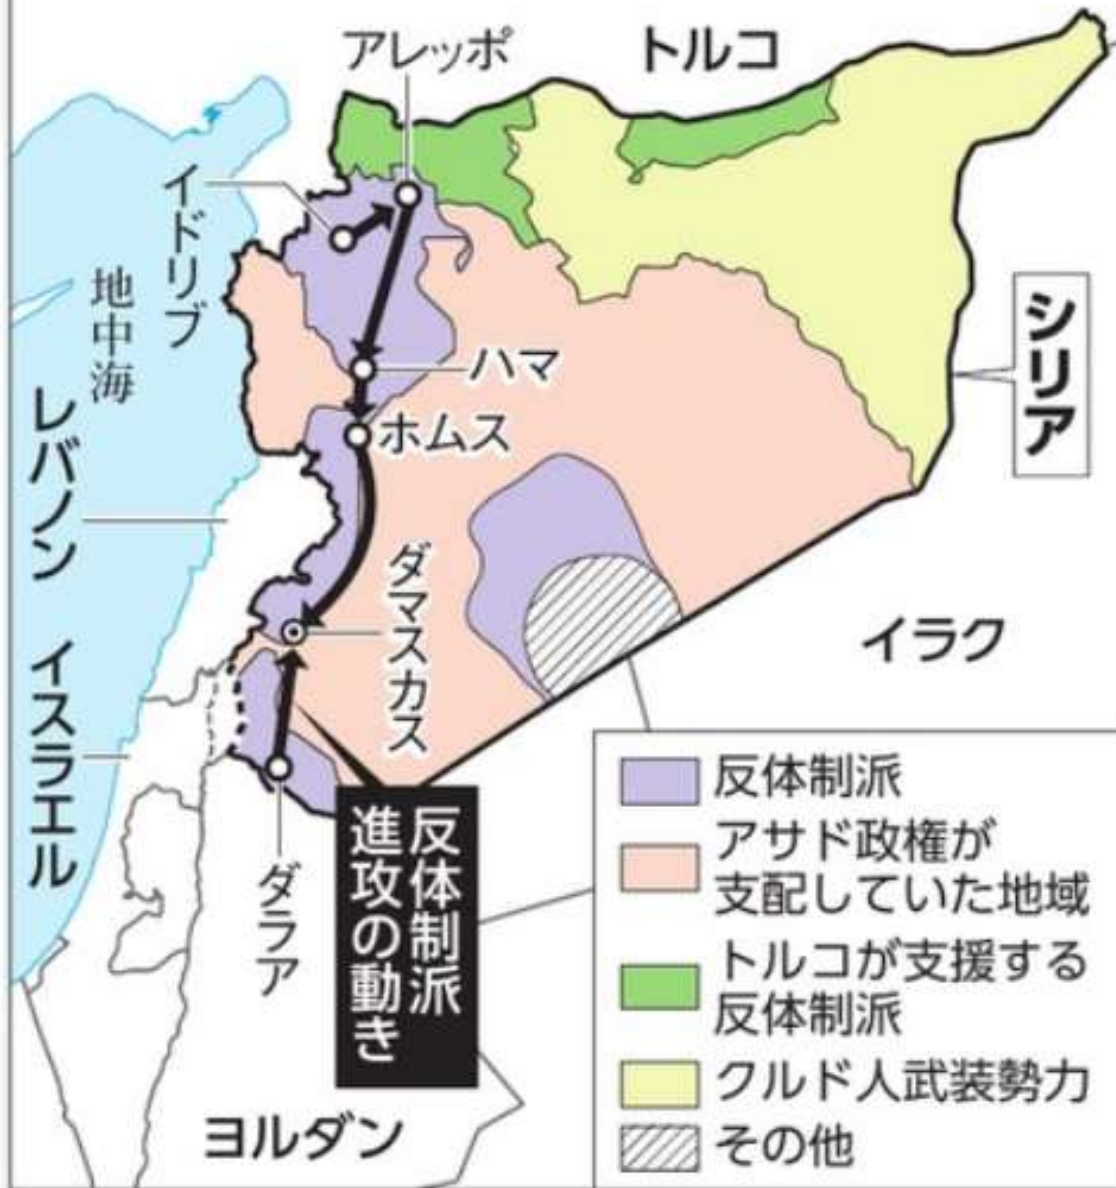 アレッポ
トルコ
イドリブ
地中海
シリア
ハマ
ホムス
レバノン
ダマスカス
イラク
イスラエル
ダラア
反体制派
進攻の動き
ヨルダン
反体制派
アサド政権が
支配していた地域
トルコが支援する
反体制派
クルド人武装勢力
その他